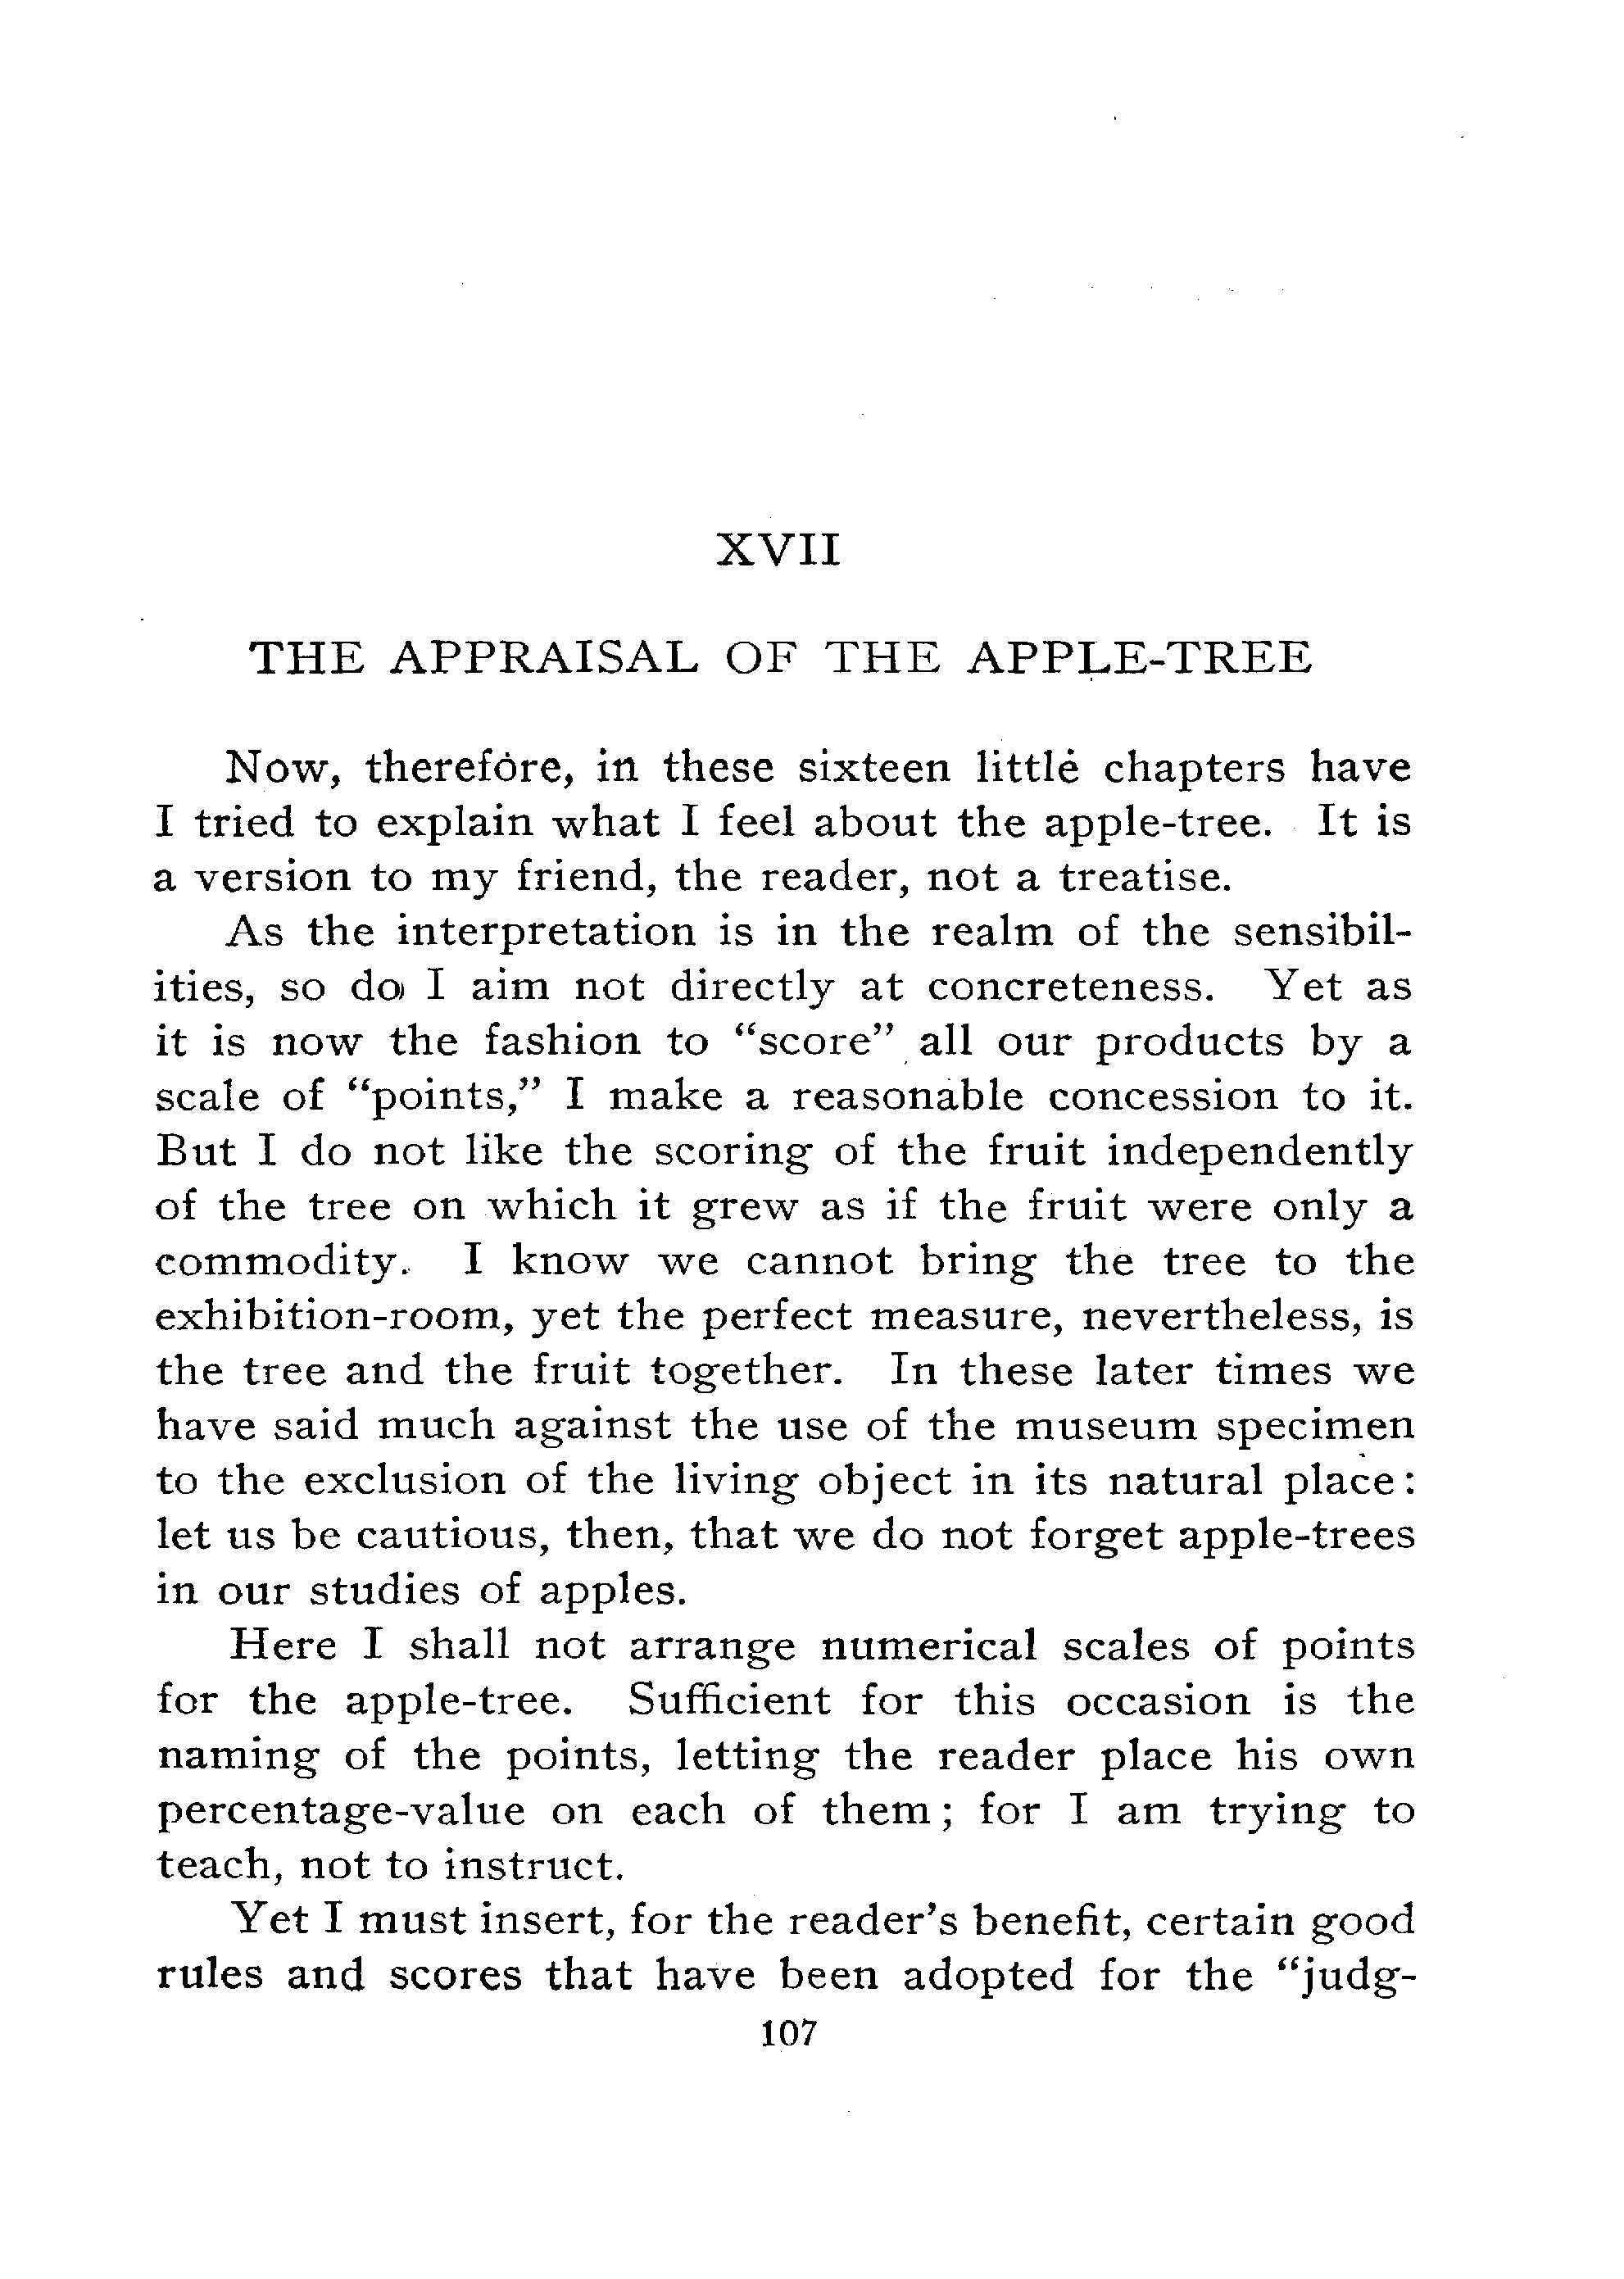 XVII
THE APPRAISAL OF THE APPLE-TREE
Now, therefore, in these sixteen little chapters have
I tried to explain what I feel about the apple-tree. It is
a version to my friend, the reader, not a treatise.
As the interpretation is in the realm of the sensibil-
ities, so do I aim not directly at concreteness. Yet as
it is now the fashion to “score” all our products by a
scale of “points,” I make a reasonable concession to it.
But I do not like the scoring of the fruit independently
of the tree on which it grew as if the fruit were only a
commodity. I know we cannot bring the tree to the
exhibition-room, yet the perfect measure, nevertheless, is
the tree and the fruit together. In these later times we
have said much against the use of the museum specimen
to the exclusion of the living object in its natural place:
let us be cautious, then, that we do not forget apple-trees
in our studies of apples.
Here I shall not arrange numerical scales of points
for the apple-tree. Sufficient for this occasion is the
naming of the points, letting the reader place his own
percentage-value on each of them; for I am trying to
teach, not to instruct.
Yet I must insert, for the reader’s benefit, certain good
rules and scores that have been adopted for the “judg-
107